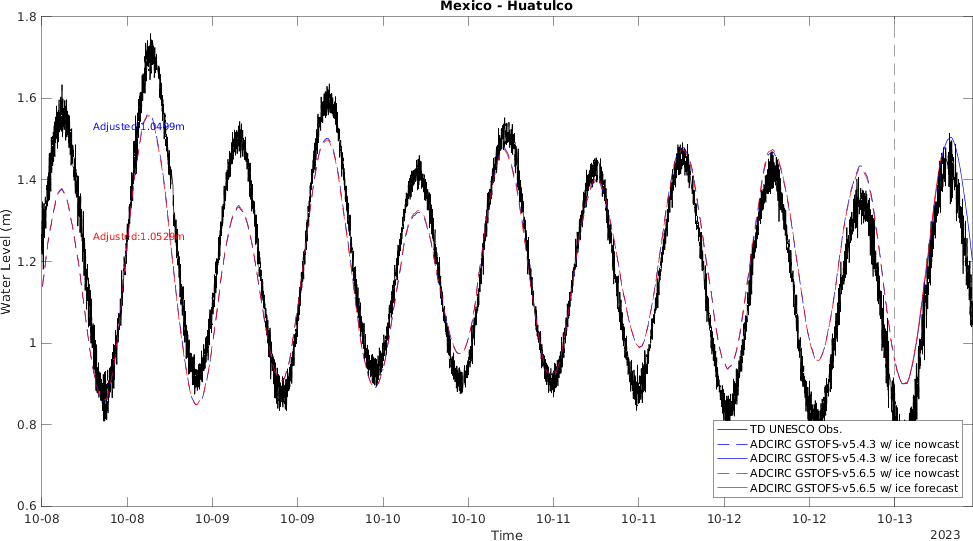 Mexico - Huatulco
1.8
1.6
1.4
1.2
1
0.8
0.6
Water Level (m)
Adjusted:1.0499m
Adjusted:1.0529m
TD UNESCO Obs.
ADCIRC GSTOFS-v5.4.3 w/ ice nowcast
ADCIRC GSTOFS-v5.4.3 w/ ice forecast
ADCIRC GSTOFS-v5.6.5 w/ ice nowcast
ADCIRC GSTOFS-v5.6.5 w/ ice forecast
10-08 10-08 10-09 10-09 10-10 10-10 10-11 10-11 10-12 10-12 10-13
Time
2023